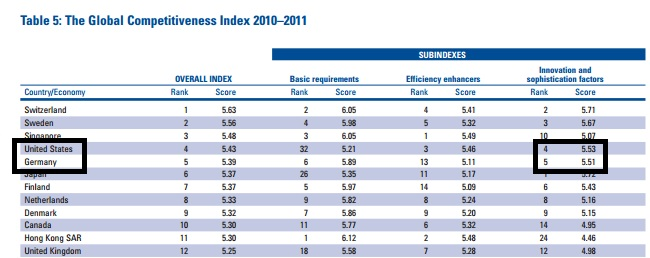 Table 5: The Global Competitiveness Index 2010–2011
SUBINDEXES
OVERALL INDEX Basic requirements Efficiency enhancers Innovation and sophistication factors
Country/Economy Rank Score Rank Score Rank Score Rank Score
Switzerland 1 5.63 2 6.05 4 5.41 2 5.71
Sweden 2 5.56 4 5.98 5 5.32 3 5.67
Singapore 3 5.48 3 6.05 1 5.49 10 5.07
United States 4 5.43 32 5.21 3 5.46 4 5.53
Germany 5 5.39 6 5.89 13 5.11 5 5.51
Japan 6 5.37 26 5.35 11 5.17 1 5.72
Finland 7 5.37 5 5.97 14 5.09 6 5.43
Netherlands 8 5.33 9 5.82 8 5.24 8 5.16
Denmark 9 5.32 7 5.86 9 5.20 9 5.15
Canada 10 5.30 11 5.77 6 5.32 14 4.95
Hong Kong SAR 11 5.30 1 6.12 2 5.48 24 4.46
United Kingdom 12 5.25 18 5.58 7 5.28 12 4.98